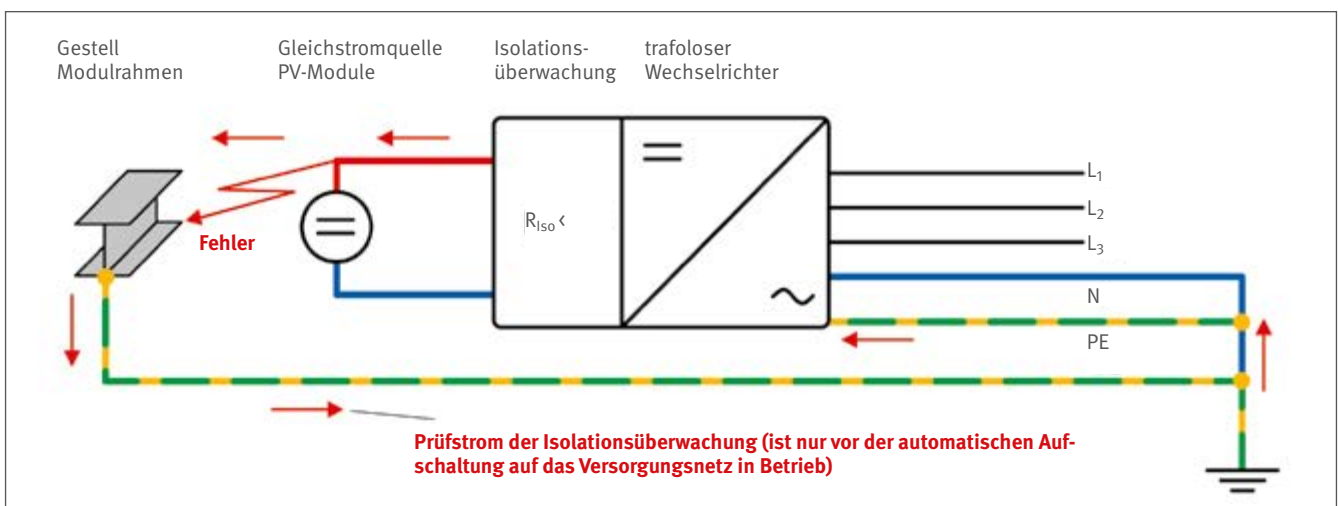 Gestell
Modulrahmen
Gleichstromquelle
PV-Module
Isolations-
überwachung
trafoloser
Wechselrichter
Fehler
R_Iso <
L₁
L₂
L₃
N
PE
Prüfstrom der Isolationsüberwachung (ist nur vor der automatischen Auf-
schaltung auf das Versorgungsnetz in Betrieb)